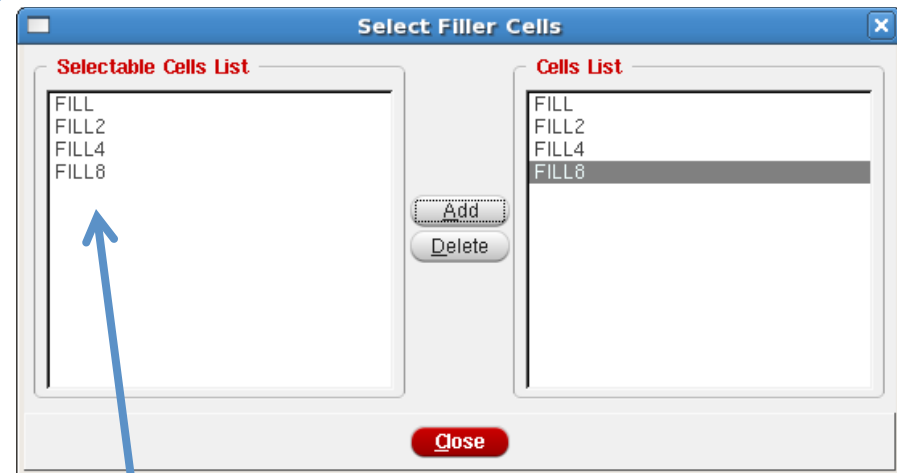 Select Filler Cells
Selectable Cells List
FILL
FILL2
FILL4
FILL8
Add
Delete
Cells List
FILL
FILL2
FILL4
FILL8
Close